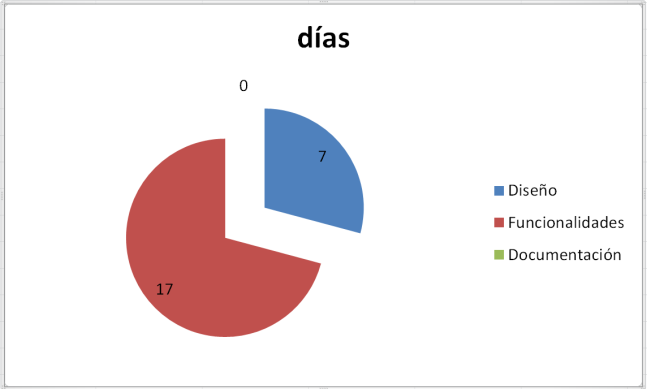 días
0
7
17
Diseño
Funcionalidades
Documentación